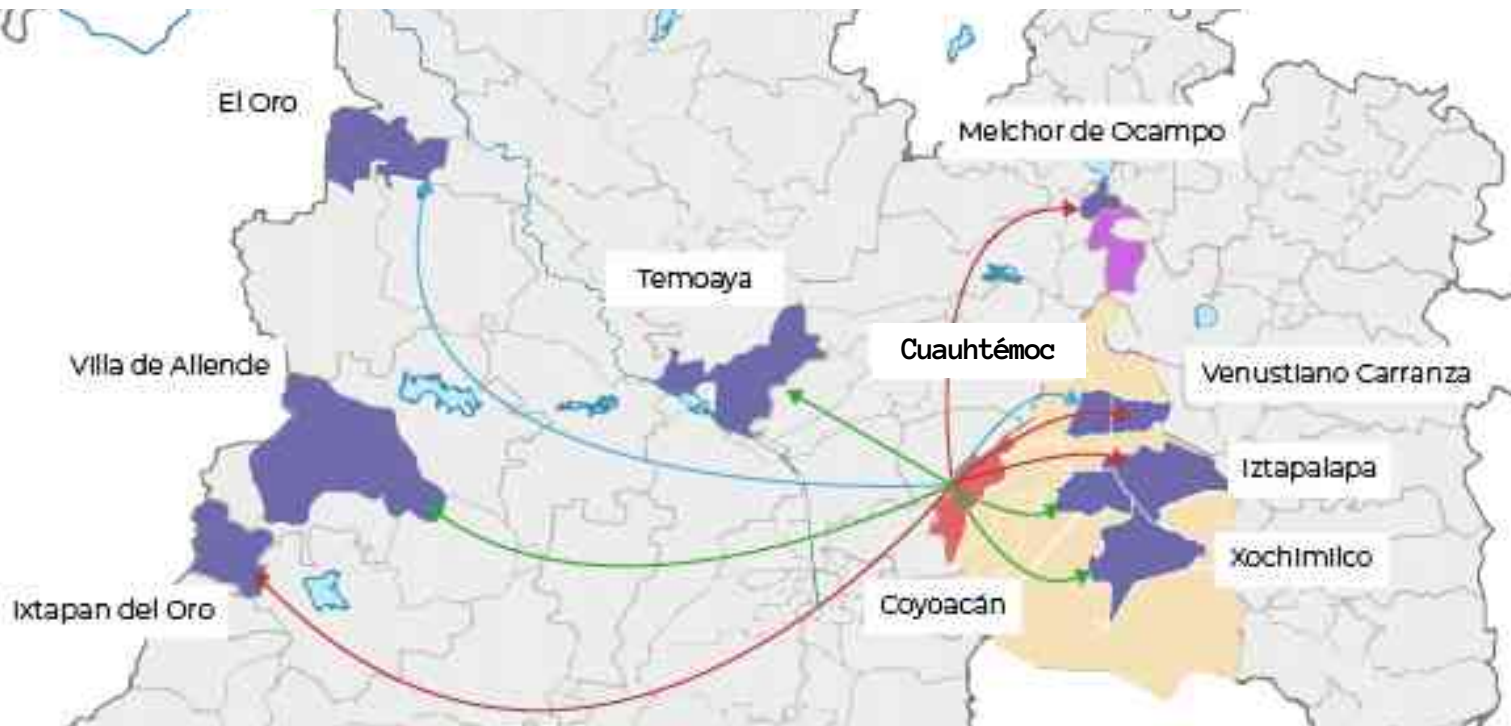 El Oro
Melchor de Ocampo
Temoaya
Cuauhtémoc
Villa de Allende
Venustiano Carranza
Iztapalapa
Xochimilco
Ixtapan del Oro
Coyoacán